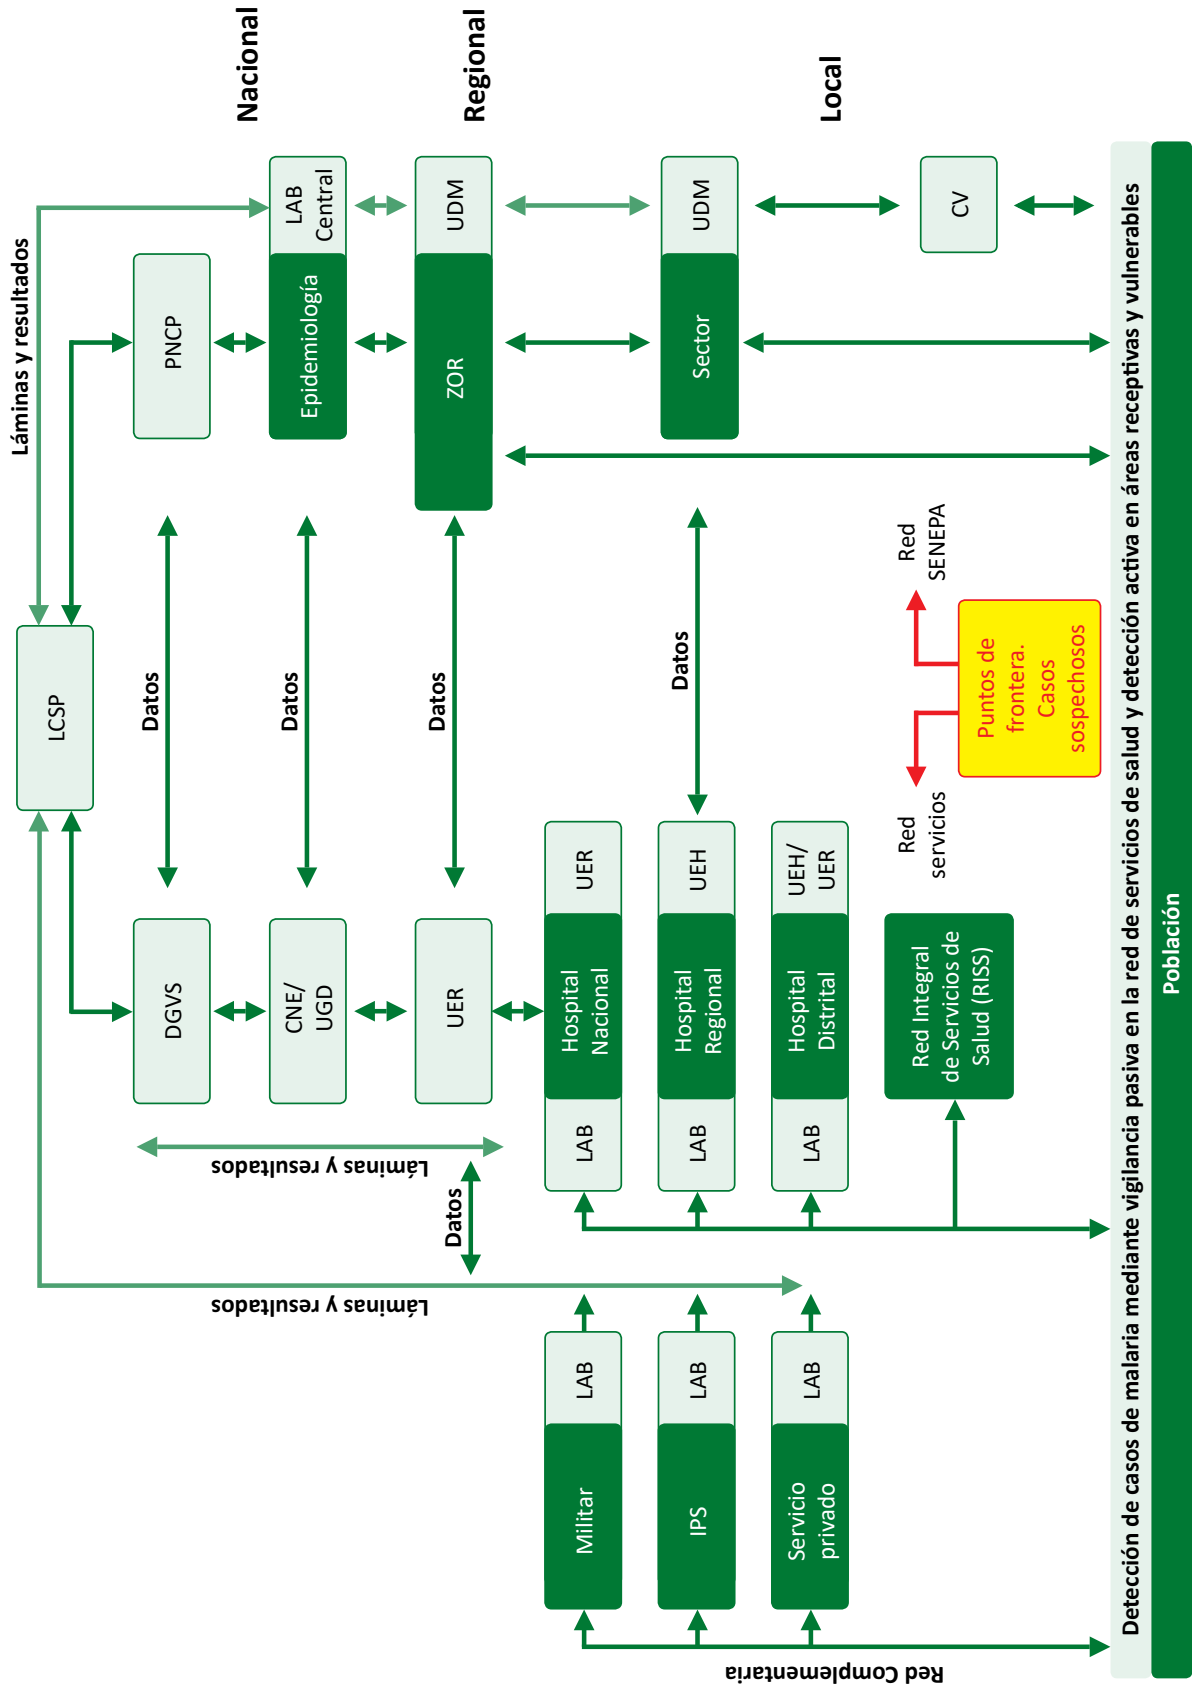 Láminas y resultados
LCSP
Nacional
DGVS
Datos
PNCP
CNE/
UGD
Datos
Epidemiología
LAB
Central
Regional
Láminas y resultados
Datos
UER
Datos
ZOR
UDM
Láminas y resultados
Local
Militar
LAB
LAB
Hospital
Nacional
UER
IPS
LAB
LAB
Hospital
Regional
UEH
Datos
Sector
UDM
Servicio
privado
LAB
LAB
Hospital
Distrital
UEH/
UER
Red Complementaria
Red Integral
de Servicios de
Salud (RISS)
Red
servicios
Red
SENEPA
CV
Puntos de
frontera.
Casos
sospechosos
Detección de casos de malaria mediante vigilancia pasiva en la red de servicios de salud y detección activa en áreas receptivas y vulnerables
Población